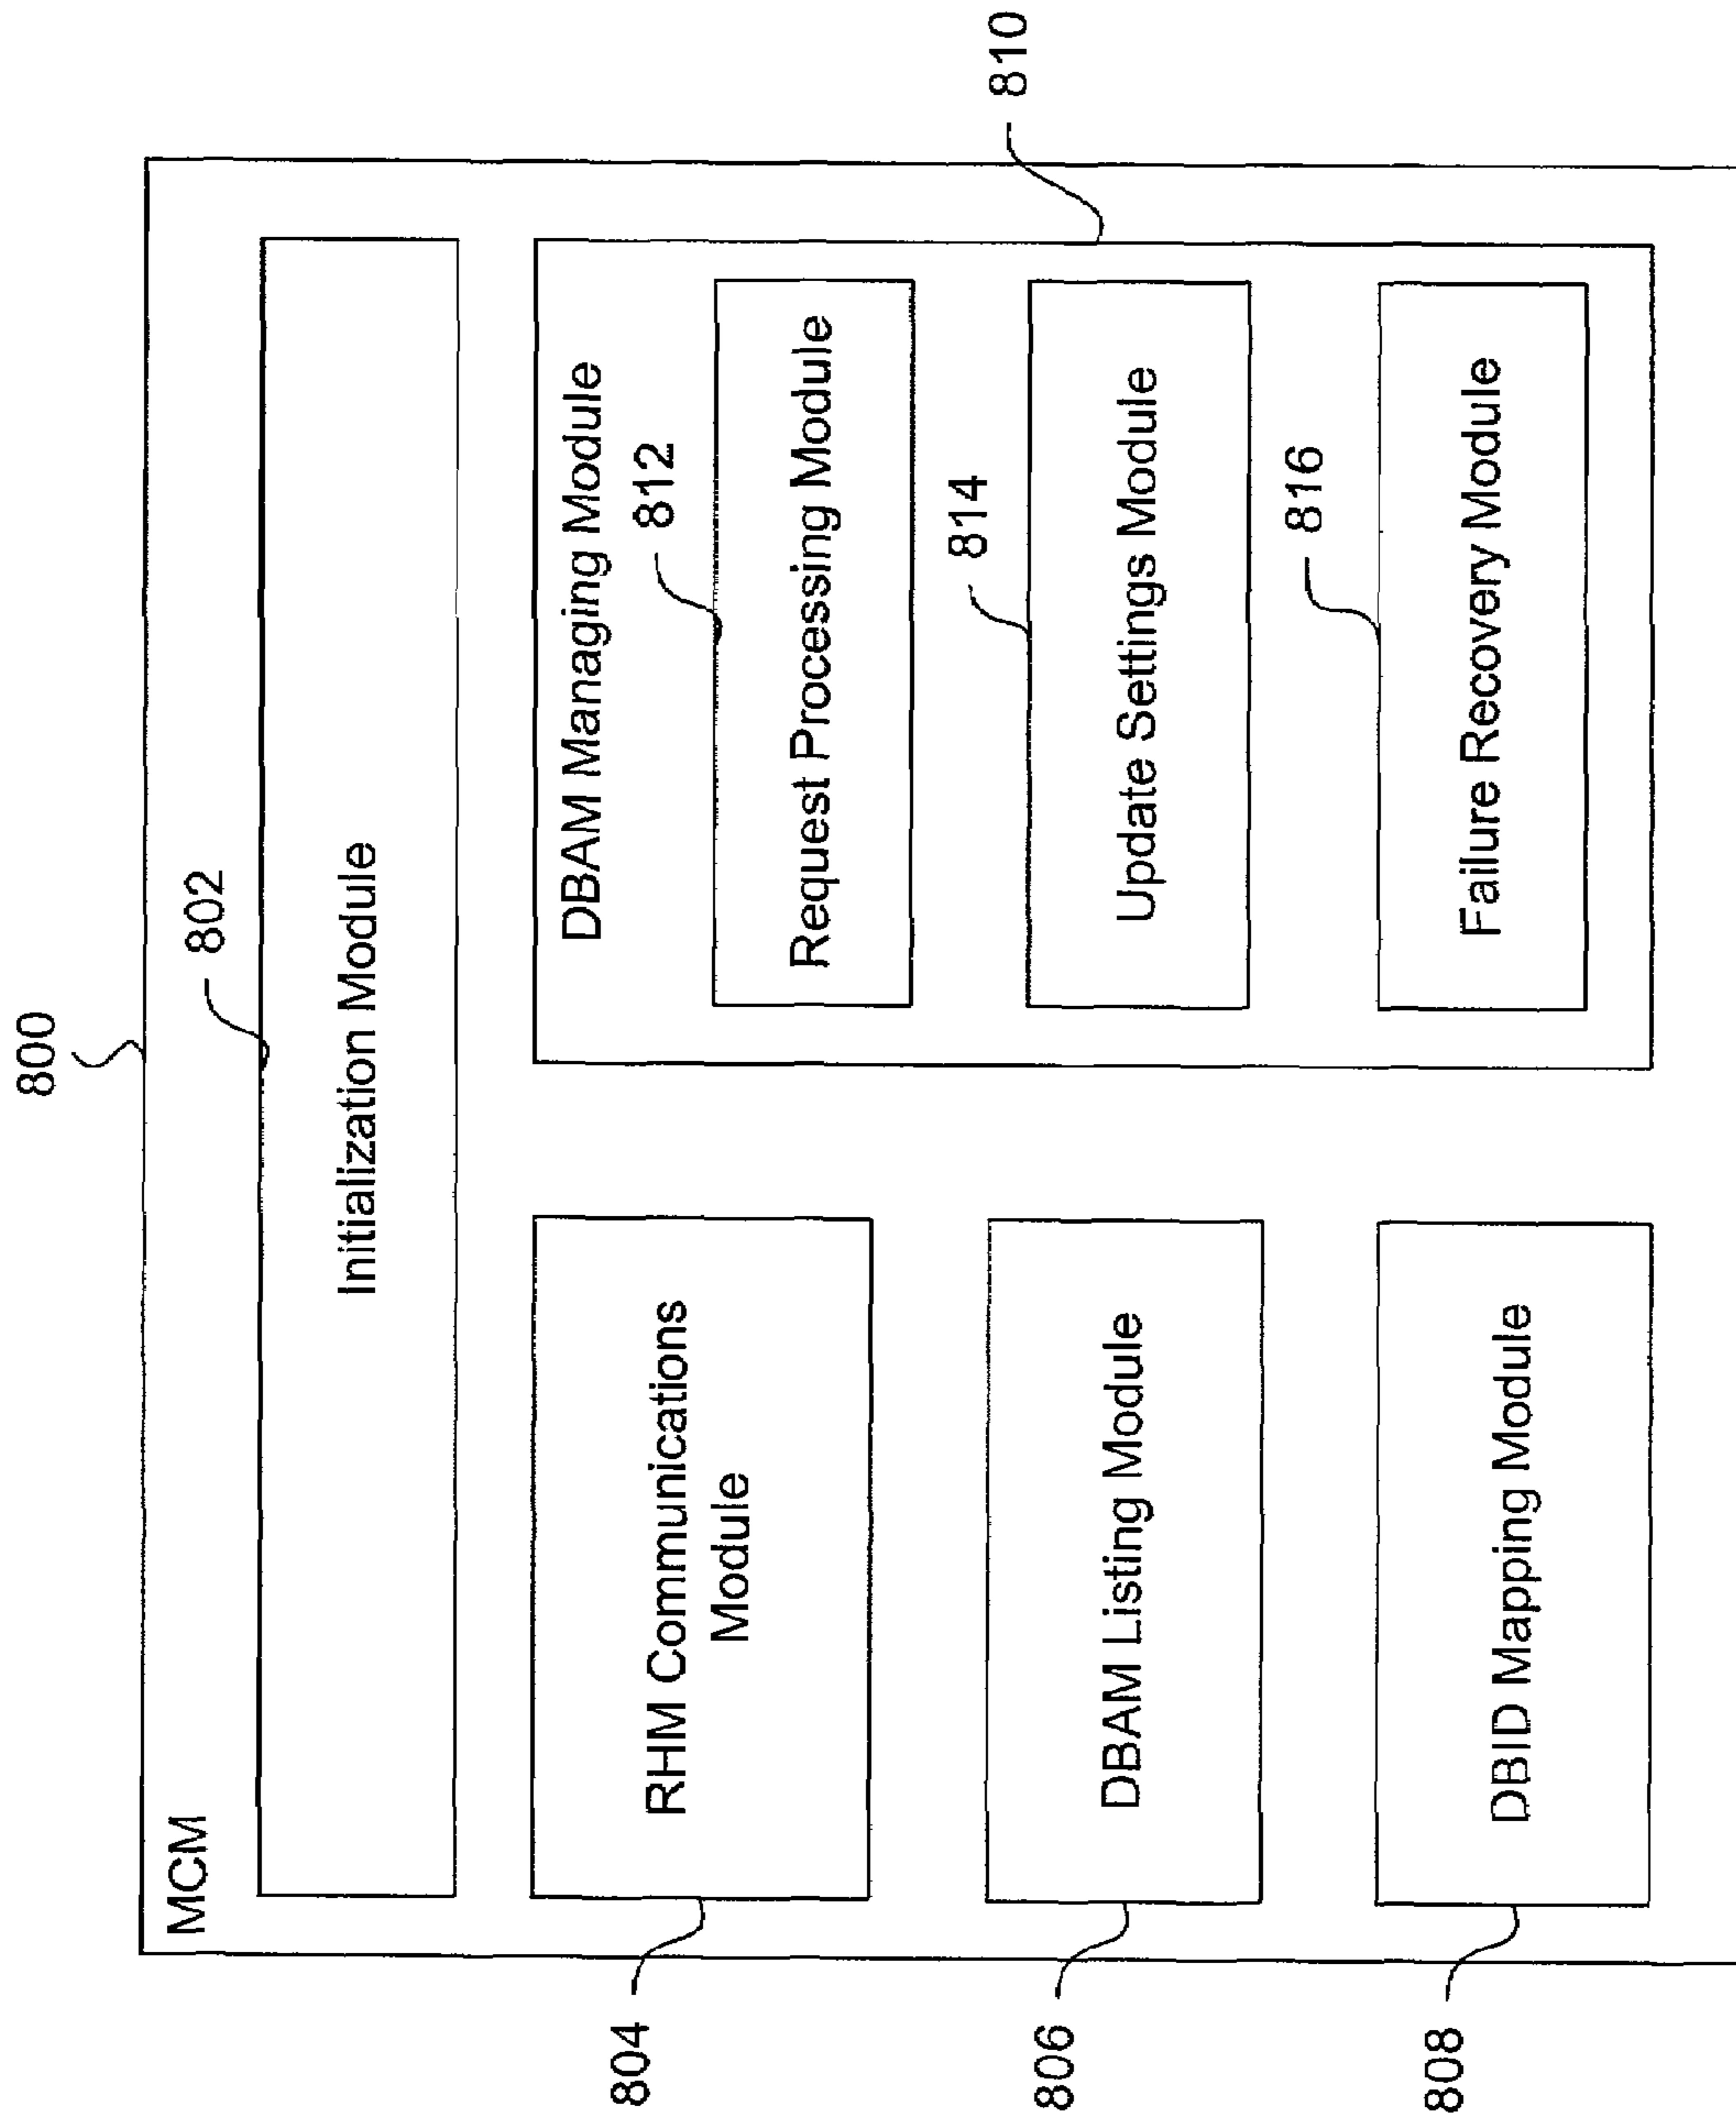 800
MCM
802
Initialization Module
804
RHM Communications
Module
806
DBAM Listing Module
808
DBID Mapping Module
810
DBAM Managing Module
812
Request Processing Module
814
Update Settings Module
816
Failure Recovery Module